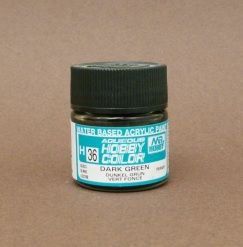 WATER BASED ACRYLIC PAINT
AQUEOUS
HOBBY
COLOR
H 36
DARK GREEN
DUNKEL GRÜN
VERT FONCÉ